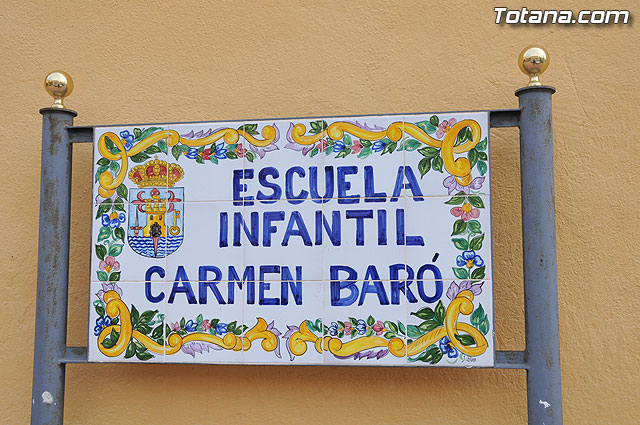 Totana.com
ESCUELA
INFANTIL
CARMEN BARÓ